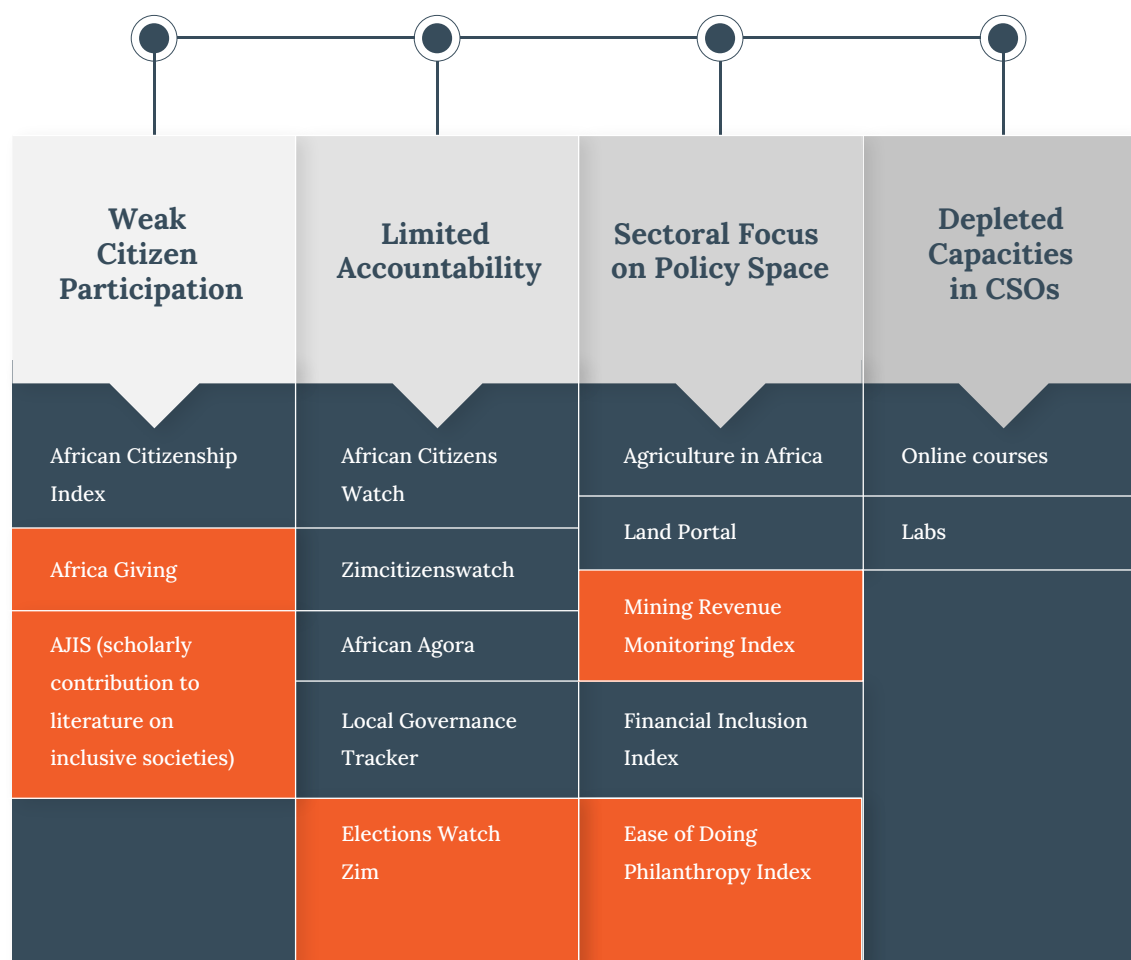 Weak
Citizen
Participation
Limited
Accountability
Sectoral Focus
on Policy Space
Depleted
Capacities
in CSOs
African Citizenship
Index
Africa Giving
AJIS (scholarly
contribution to
literature on
inclusive societies)
African Citizens
Watch
Zimcitizenswatch
African Agora
Local Governance
Tracker
Elections Watch
Zim
Agriculture in Africa
Land Portal
Mining Revenue
Monitoring Index
Financial Inclusion
Index
Ease of Doing
Philanthropy Index
Online courses
Labs